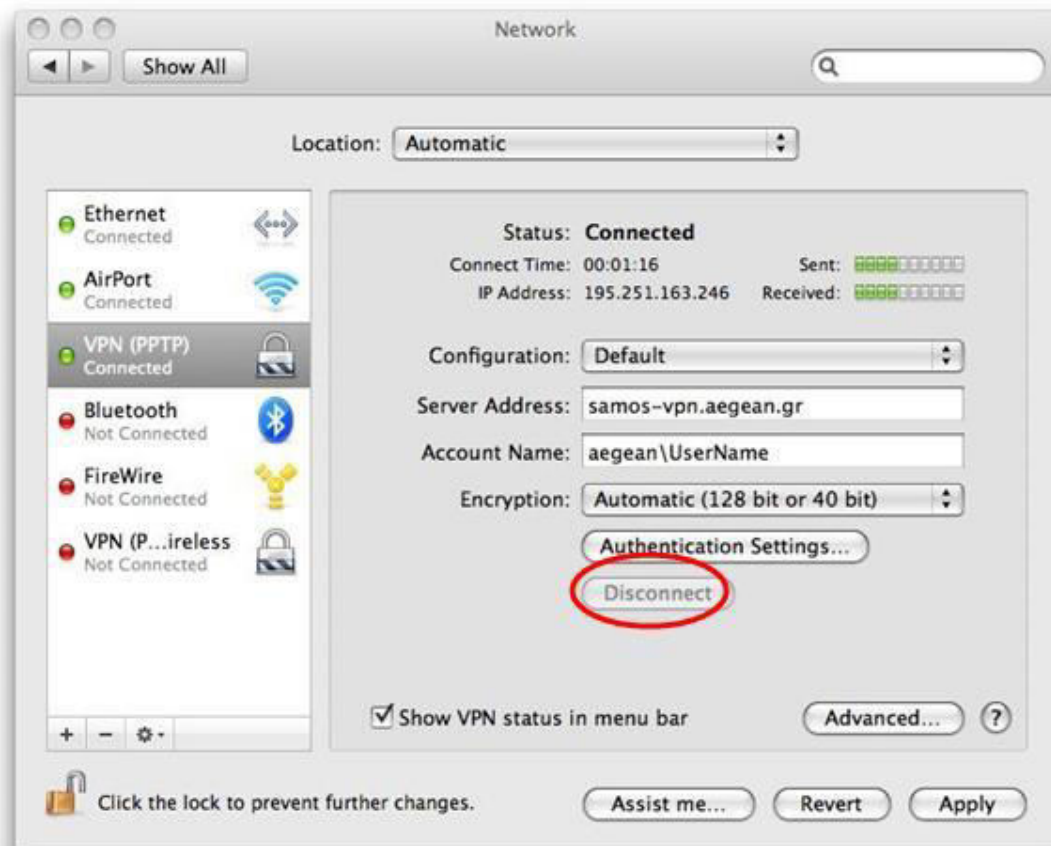 Network
Show All
Location: Automatic
Ethernet
Connected
AirPort
Connected
VPN (PPTP)
Connected
Bluetooth
Not Connected
FireWire
Not Connected
VPN (P...ireless
Not Connected
Status: Connected
Connect Time: 00:01:16 Sent:
IP Address: 195.251.163.246 Received:
Configuration: Default
Server Address: samos-vpn.aegean.gr
Account Name: aegean\UserName
Encryption: Automatic (128 bit or 40 bit)
Authentication Settings...
Disconnect
Show VPN status in menu bar Advanced... ?
+ −
Click the lock to prevent further changes. Assist me... Revert Apply